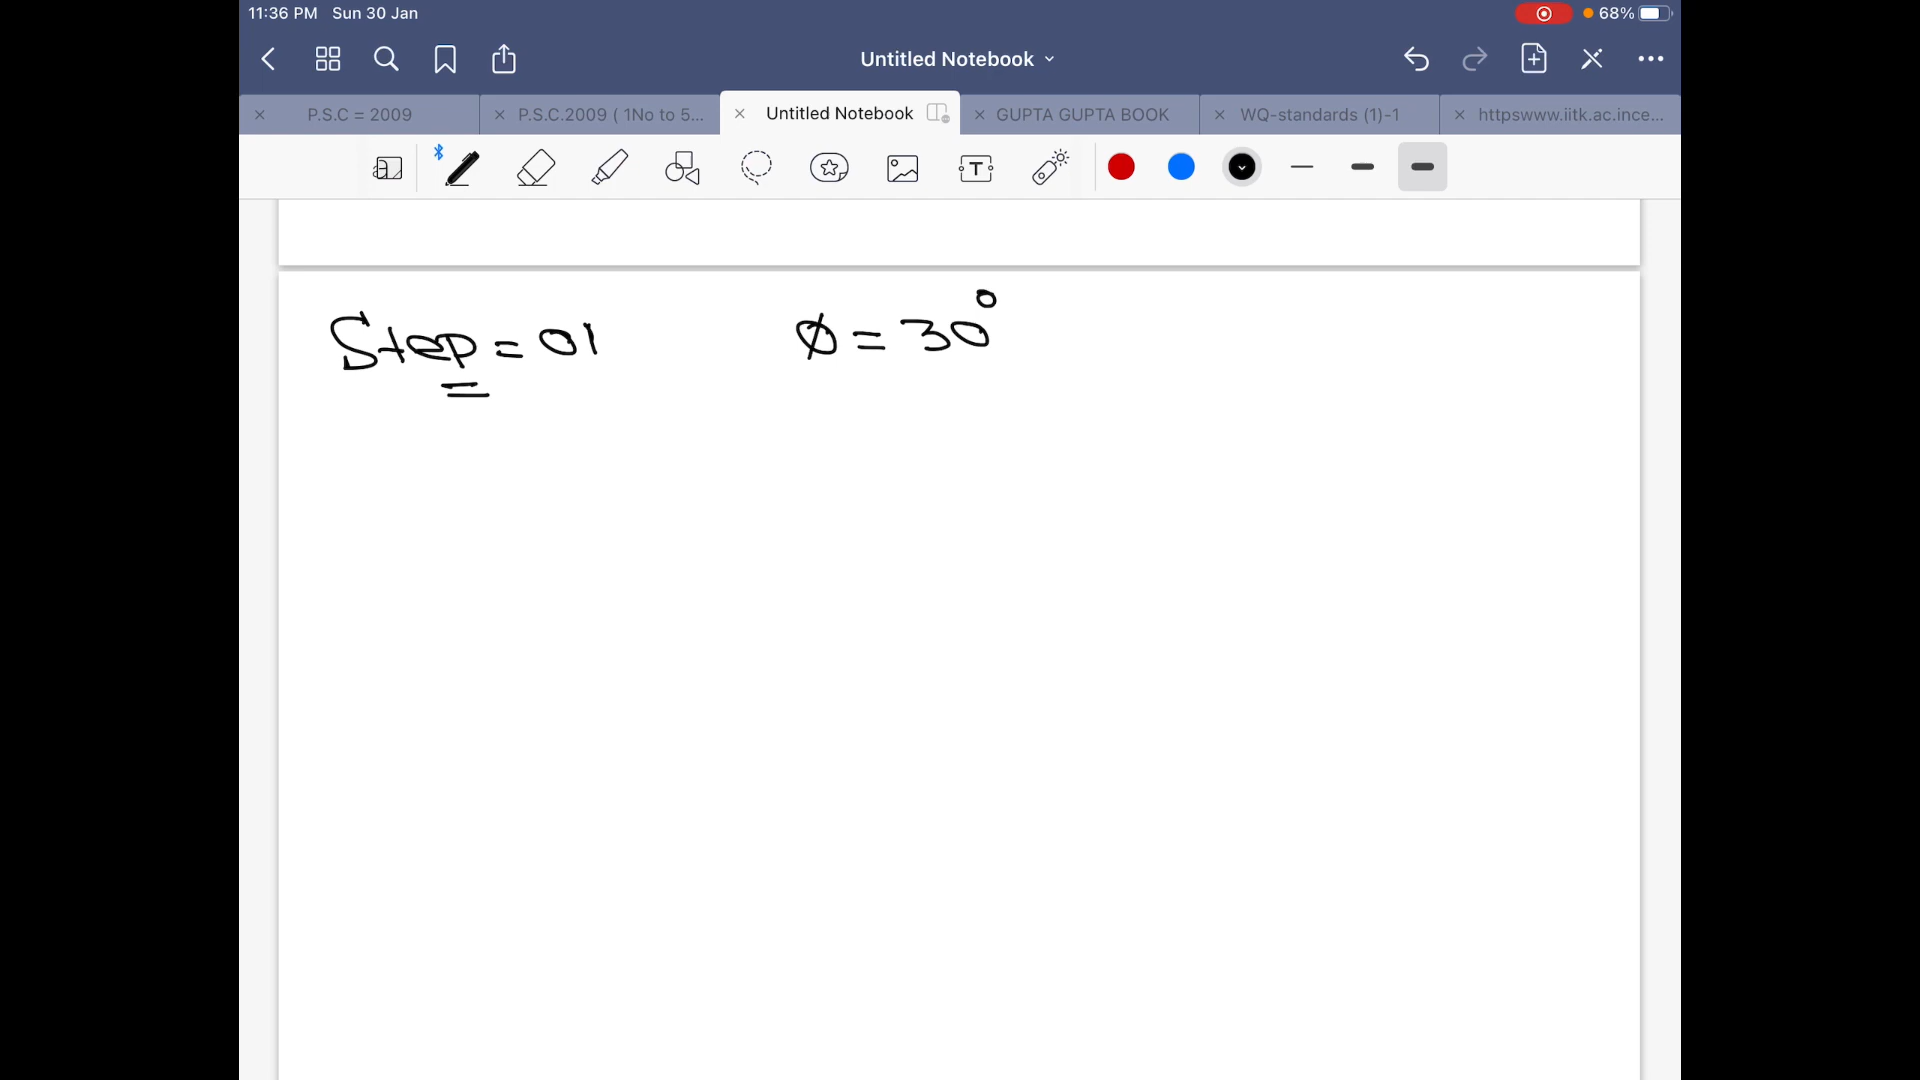 11:36 PM Sun 30 Jan 68%
Untitled Notebook
P.S.C = 2009 P.S.C.2009 ( 1No to 5... Untitled Notebook GUPTA GUPTA BOOK WQ-standards (1)-1 httpswww.iitk.ac.ince...
a T
Step = 01 Ø = 30°